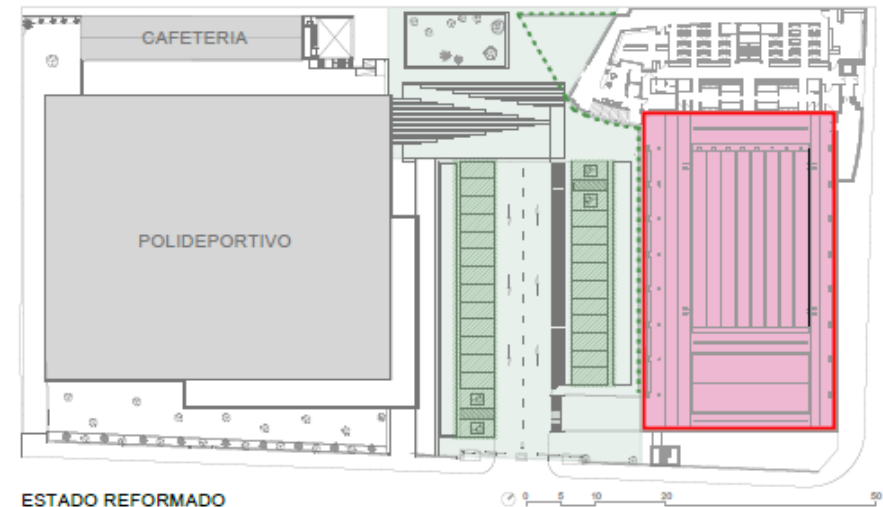 CAFETERIA
POLIDEPORTIVO
ESTADO REFORMADO
0 5 10 20 50